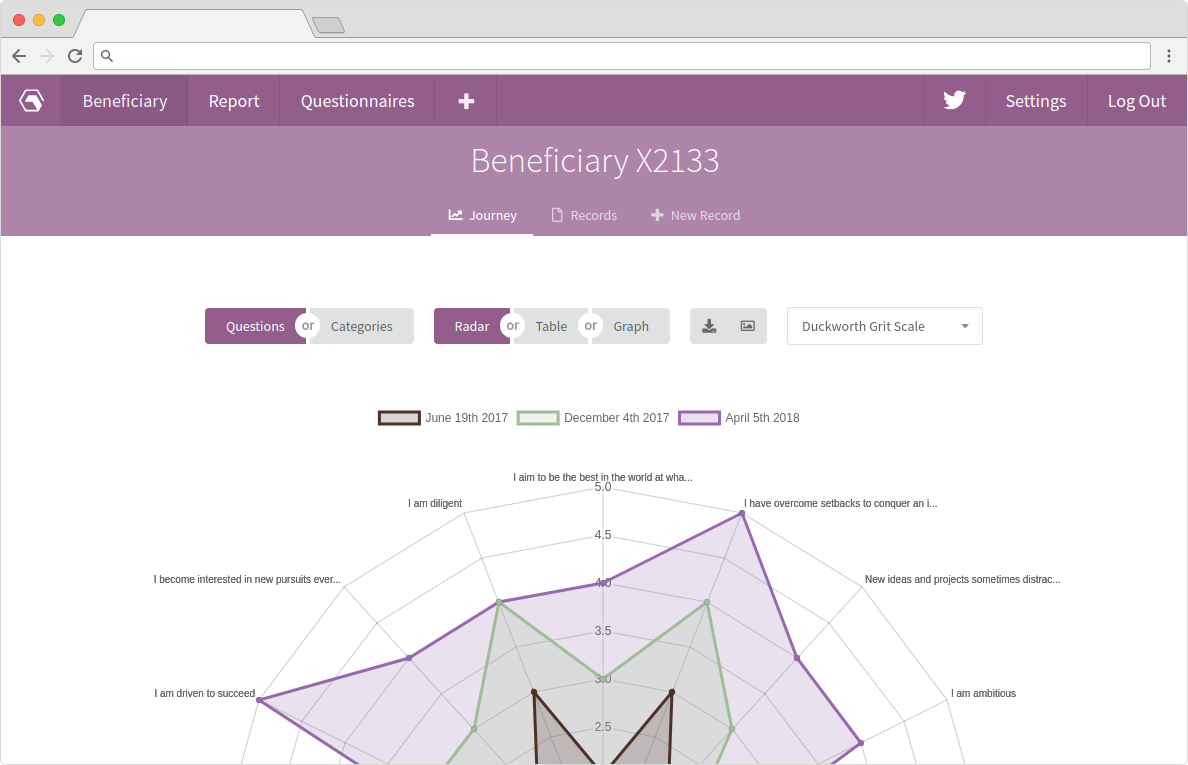 Beneficiary Report Questionnaires Settings Log Out
Beneficiary X2133
Journey Records New Record
Questions or Categories Radar or Table or Graph Duckworth Grit Scale
June 19th 2017 December 4th 2017 April 5th 2018
I aim to be the best in the world at wha...
5.0
I am diligent I have overcome setbacks to conquer an i...
4.5
I become interested in new pursuits ever... 4.0 New ideas and projects sometimes distrac...
3.5
3.0
I am driven to succeed I am ambitious
2.5